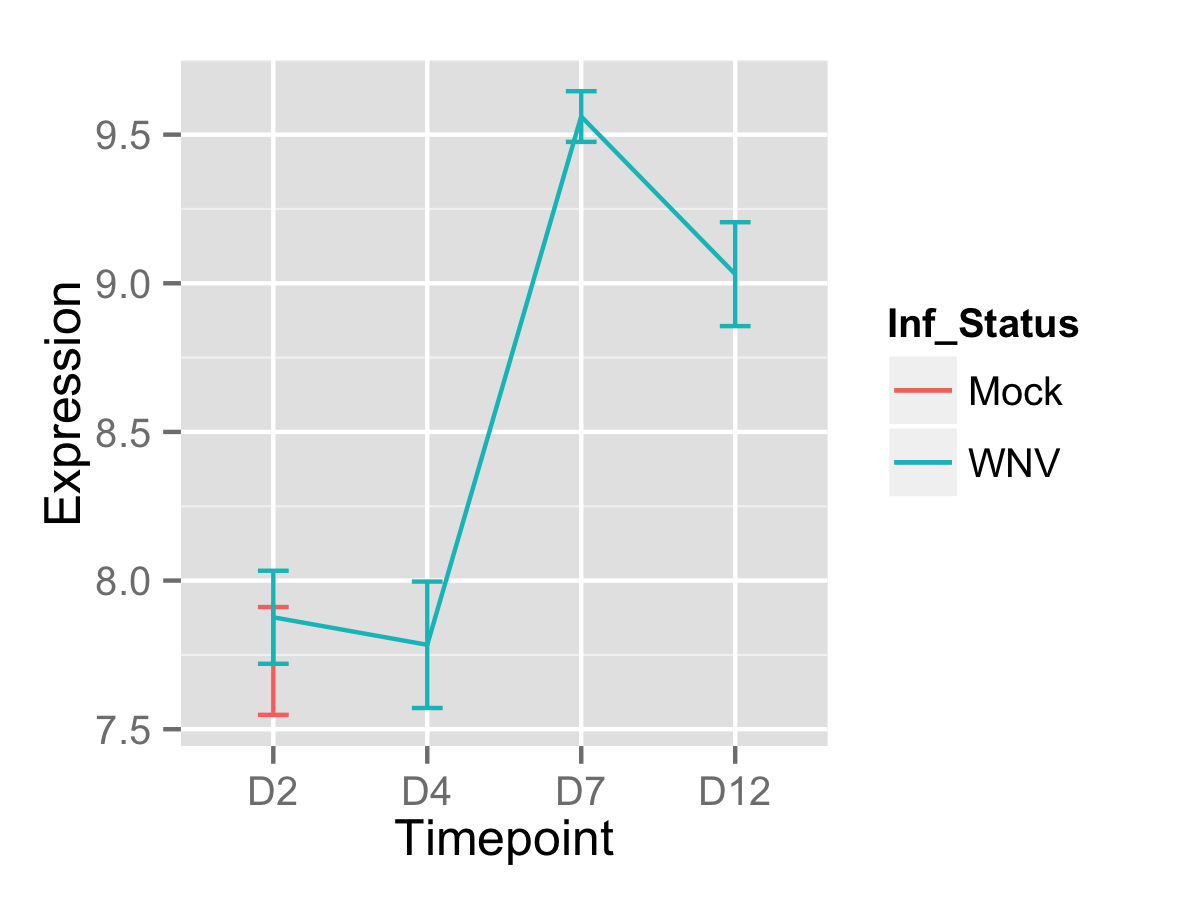 Expression
9.5
9.0
8.5
8.0
7.5
D2 D4 D7 D12
Timepoint
Inf_Status
Mock
WNV